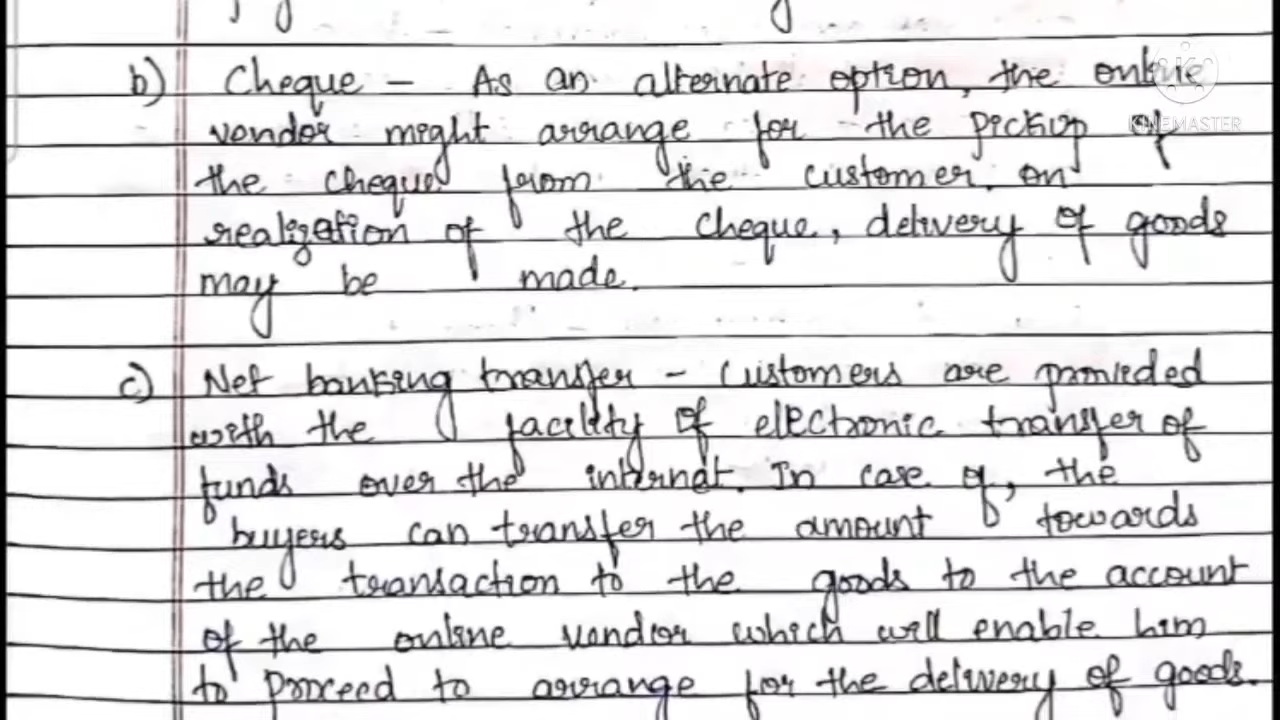 b) Cheque - As an alternate option, the online
vendor might arrange for the pickup of
KINEMASTER
the cheque from the customer. on
realization of the cheque, delivery of goods
may be made.
c) Net banking transfer - Customers are provided
with the facility of electronic transfer of
funds over the internet. In case of, the
buyers can transfer the amount towards
the transaction to the goods to the account
of the online vendor which will enable him
to proceed to arrange for the delivery of goods.